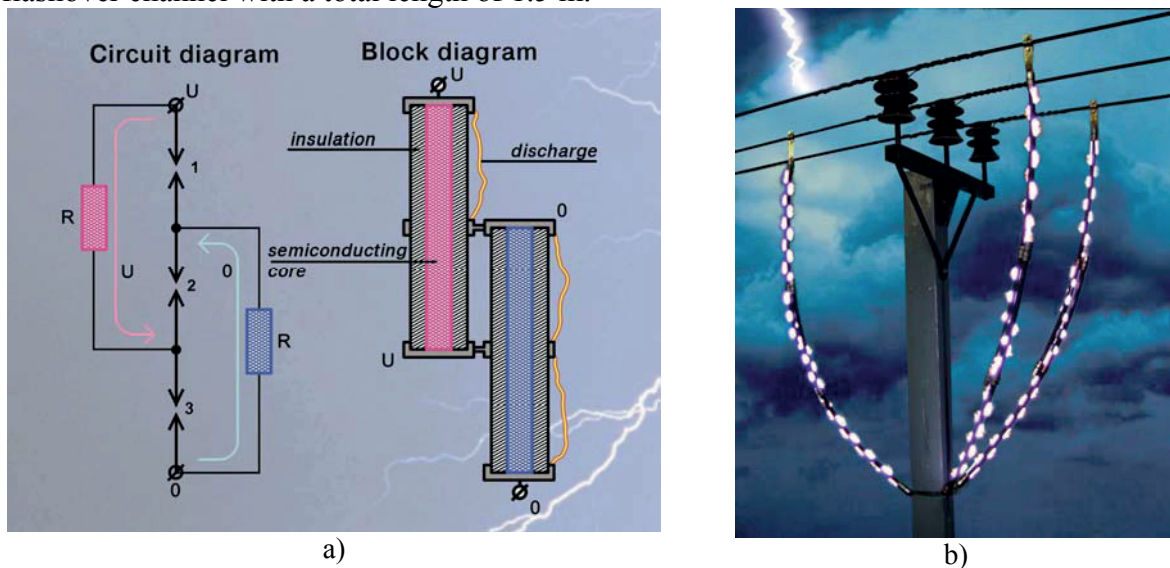 flashover channel with a total length of 1.5 m.
Circuit diagram
Block diagram
U
U
insulation
discharge
1
R
0
semiconducting
core
U
0
2
R
U
3
0
0
a)
b)